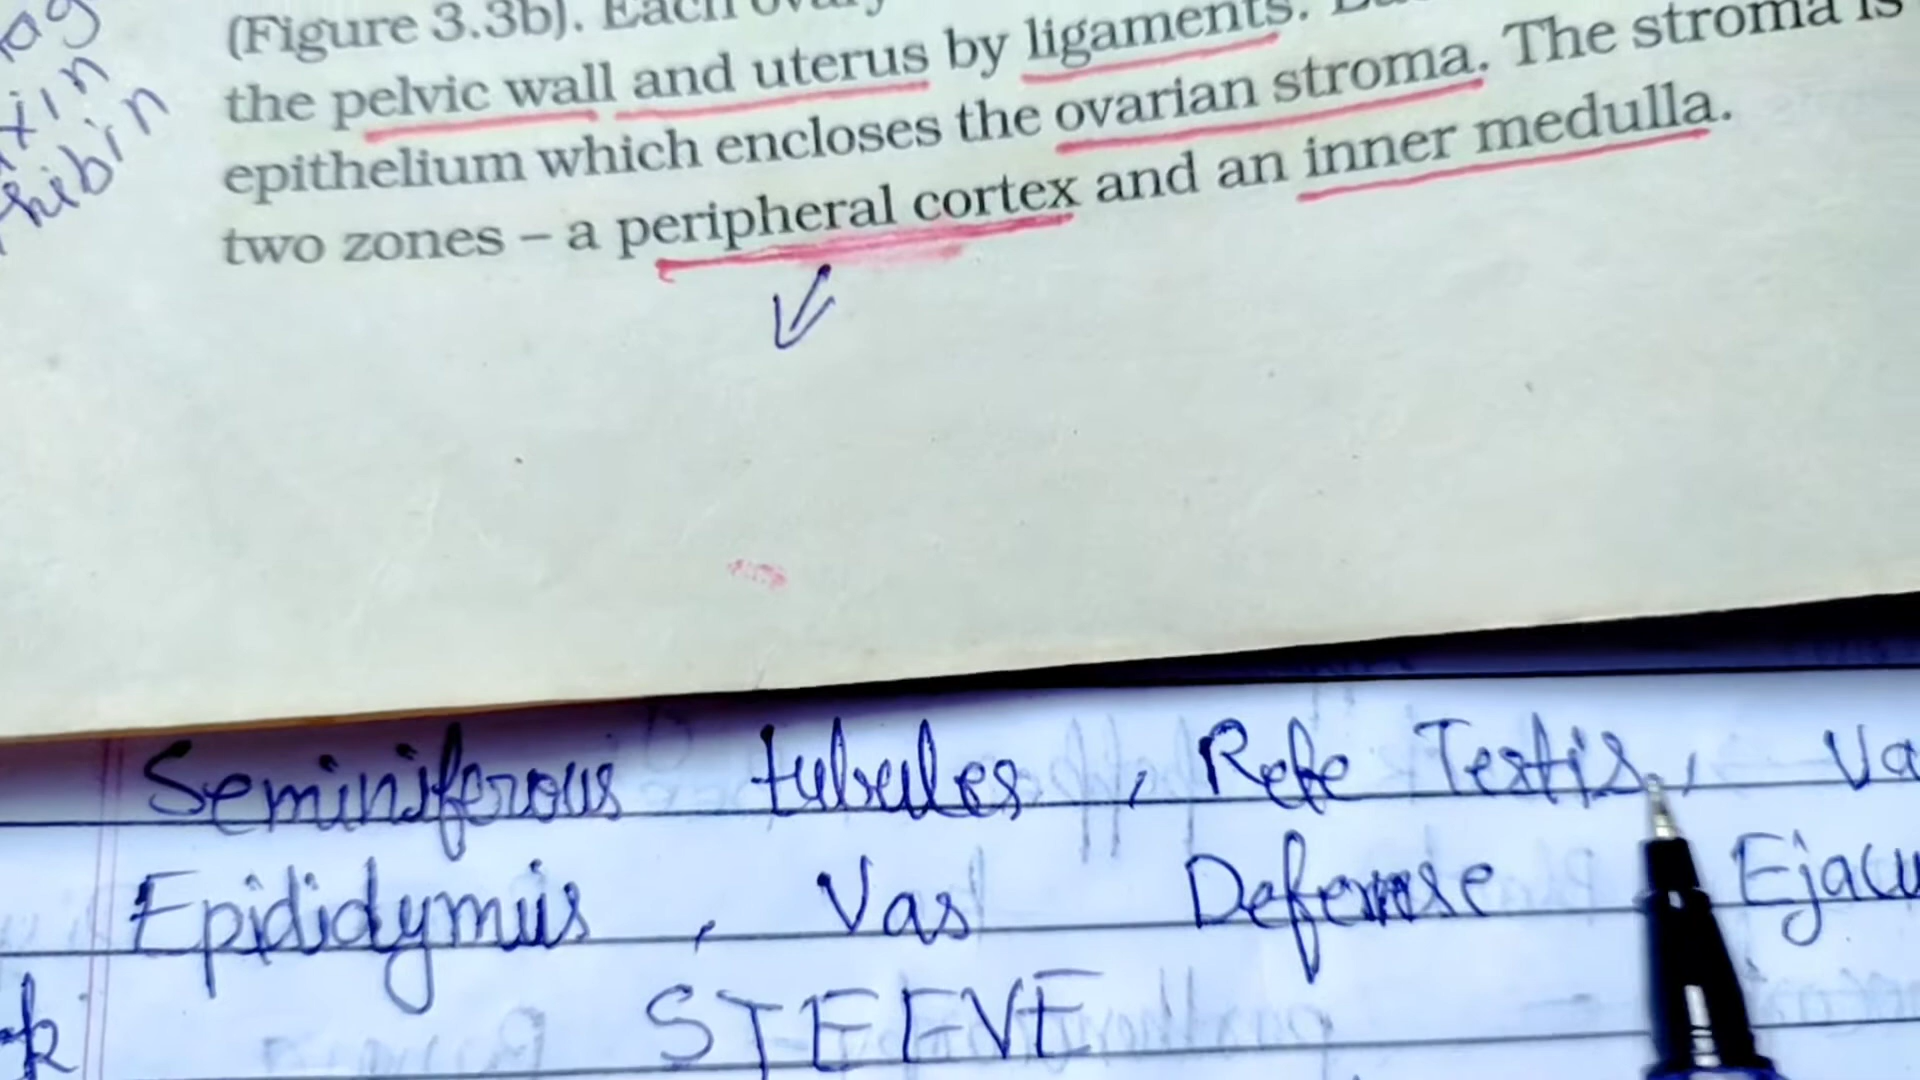 (Figure 3.3b). Each ovary
the pelvic wall and uterus by ligaments.
epithelium which encloses the ovarian stroma. The stroma is
two zones – a peripheral cortex and an inner medulla.
hibin
Seminiferous tubules, Rete Testis, Va
Epididymis, Vas Deferense Ejacu
STEEVE